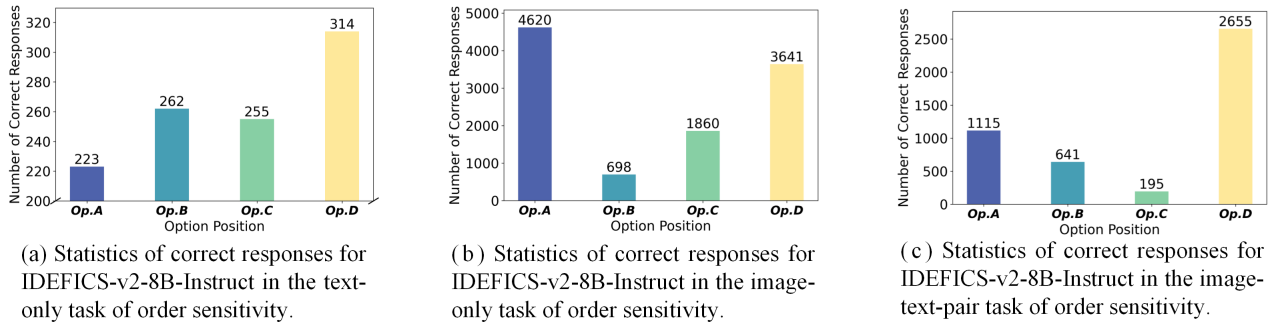 Number of Correct Responses
320
300
280
260
240
220
200
223
262
255
314
Op.A Op.B Op.C Op.D
Option Position
(a) Statistics of correct responses for
IDEFICS-v2-8B-Instruct in the text-
only task of order sensitivity.
Number of Correct Responses
5000
4000
3000
2000
1000
0
4620
698
1860
3641
Op.A Op.B Op.C Op.D
Option Position
(b) Statistics of correct responses for
IDEFICS-v2-8B-Instruct in the image-
only task of order sensitivity.
Number of Correct Responses
2500
2000
1500
1000
500
0
1115
641
195
2655
Op.A Op.B Op.C Op.D
Option Position
(c) Statistics of correct responses for
IDEFICS-v2-8B-Instruct in the image-
text-pair task of order sensitivity.